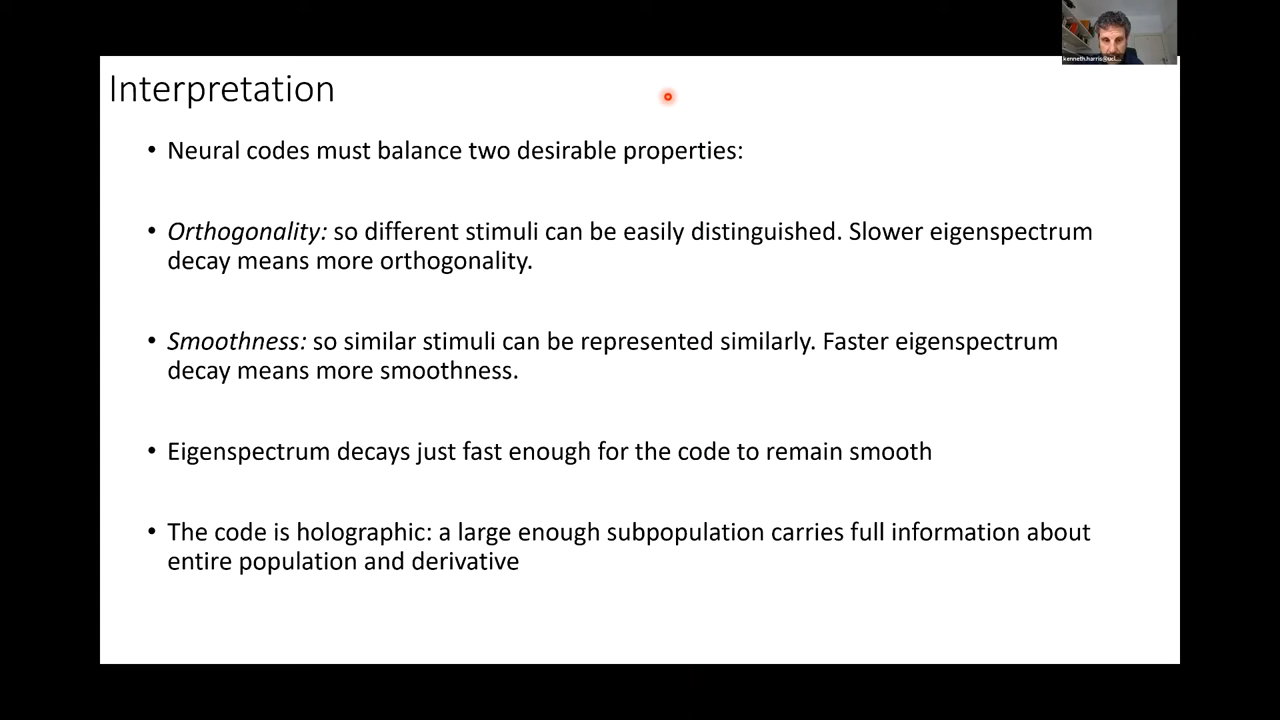 kenneth.harris@ucl...
Interpretation
• Neural codes must balance two desirable properties:
• Orthogonality: so different stimuli can be easily distinguished. Slower eigenspectrum
decay means more orthogonality.
• Smoothness: so similar stimuli can be represented similarly. Faster eigenspectrum
decay means more smoothness.
• Eigenspectrum decays just fast enough for the code to remain smooth
• The code is holographic: a large enough subpopulation carries full information about
entire population and derivative